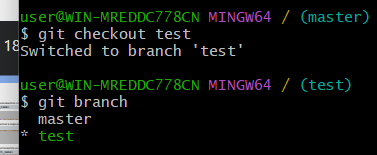 user@WIN-MREDDC778CN MINGW64 / (master)
$ git checkout test
Switched to branch 'test'
user@WIN-MREDDC778CN MINGW64 / (test)
$ git branch
master
* test
18